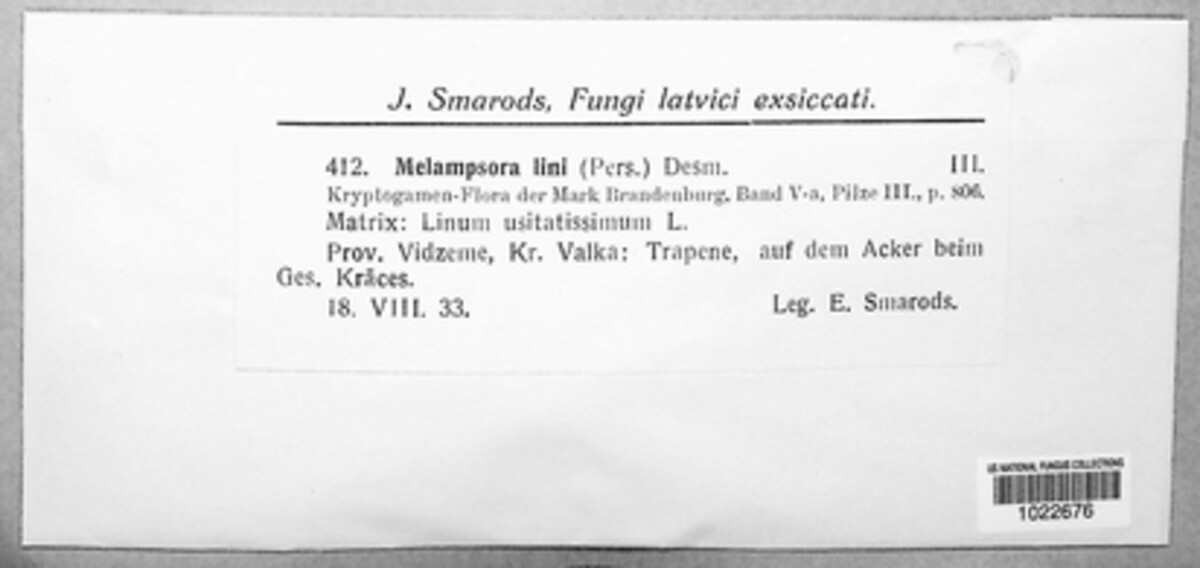 J. Smarods, Fungi latvici exsiccati.
412. Melampsora lini (Pers.) Desm. III.
Kryptogamen-Flora der Mark Brandenburg, Band V-a, Pilze III., p. 806.
Matrix: Linum usitatissimum L.
Prov. Vidzeme, Kr. Valka: Trapene, auf dem Acker beim
Ges. Krāces.
18. VIII. 33. Leg. E. Smarods.
US NATIONAL FUNGUS COLLECTIONS
1022676